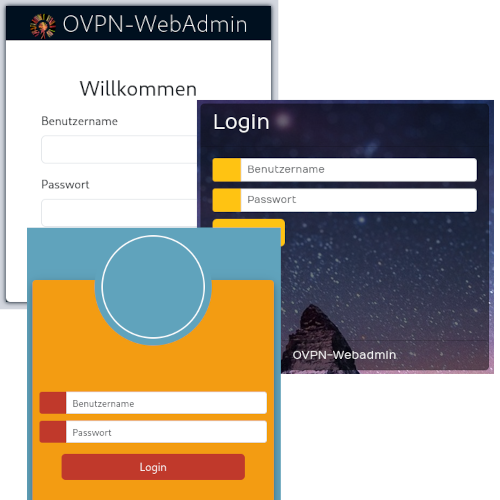 OVPN-WebAdmin
Willkommen
Benutzername
Passwort
Login
Benutzername
Passwort
OVPN-Webadmin
Benutzername
Passwort
Login